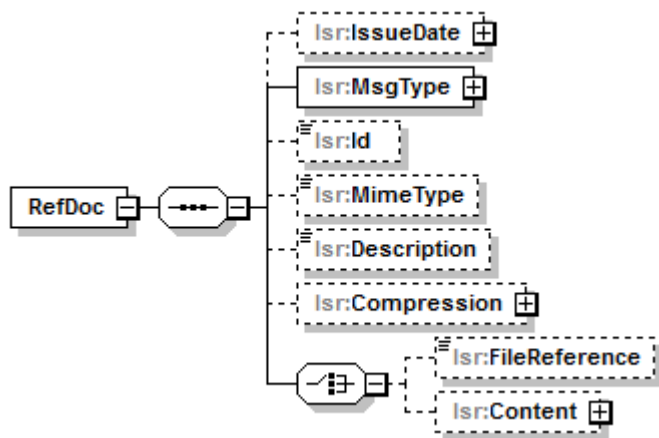 lsr:IssueDate
lsr:MsgType
lsr:Id
RefDoc
lsr:MimeType
lsr:Description
lsr:Compression
lsr:FileReference
lsr:Content